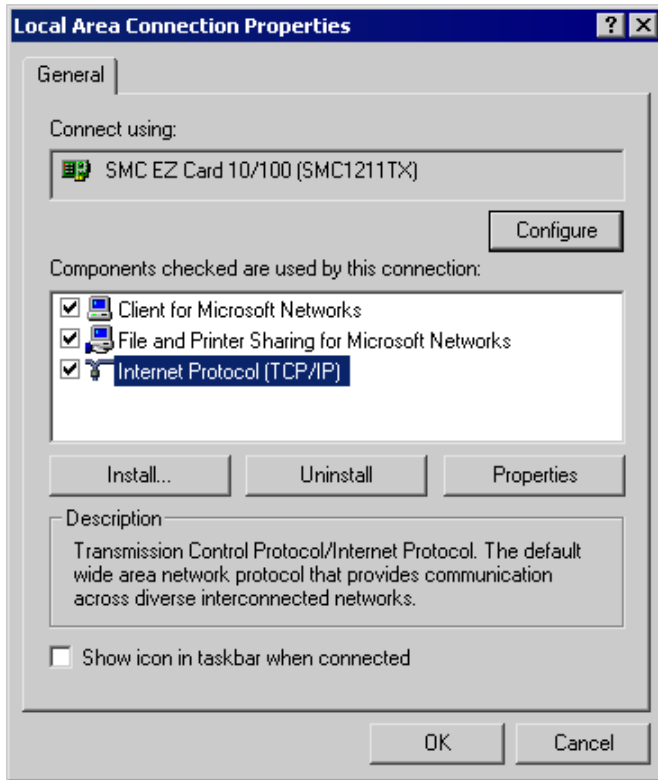 Local Area Connection Properties
General
Connect using:
SMC EZ Card 10/100 (SMC1211TX)
Configure
Components checked are used by this connection:
Client for Microsoft Networks
File and Printer Sharing for Microsoft Networks
Internet Protocol (TCP/IP)
Install... Uninstall Properties
Description
Transmission Control Protocol/Internet Protocol. The default
wide area network protocol that provides communication
across diverse interconnected networks.
Show icon in taskbar when connected
OK Cancel